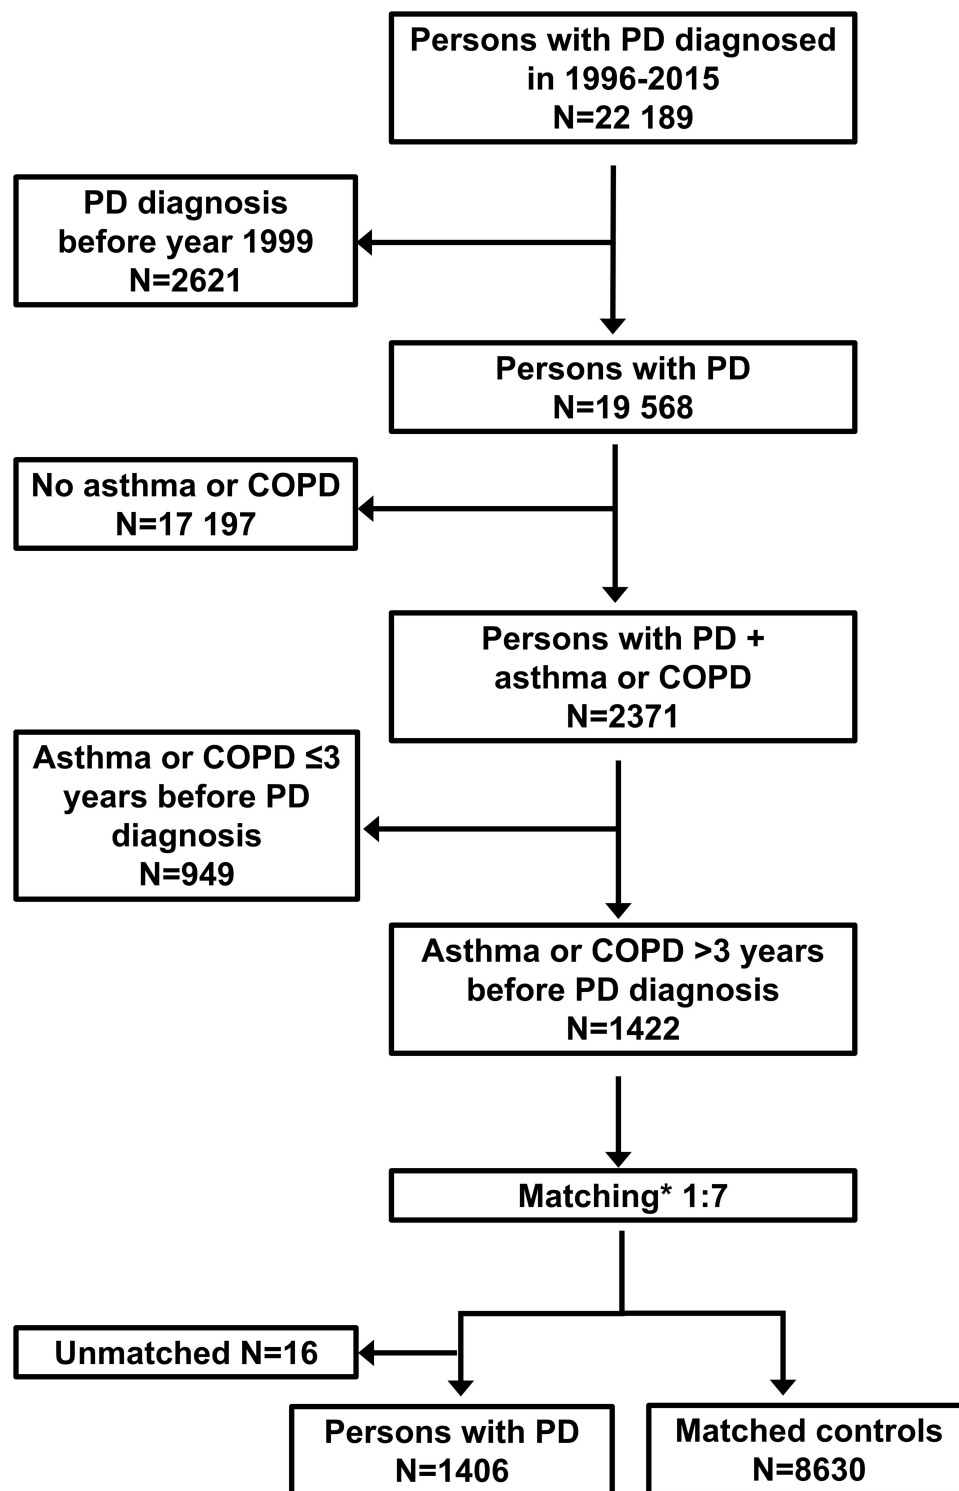 Persons with PD diagnosed
in 1996-2015
N=22 189
PD diagnosis
before year 1999
N=2621
Persons with PD
N=19 568
No asthma or COPD
N=17 197
Persons with PD +
asthma or COPD
N=2371
Asthma or COPD ≤3
years before PD
diagnosis
N=949
Asthma or COPD >3 years
before PD diagnosis
N=1422
Matching* 1:7
Unmatched N=16
Persons with PD
N=1406
Matched controls
N=8630